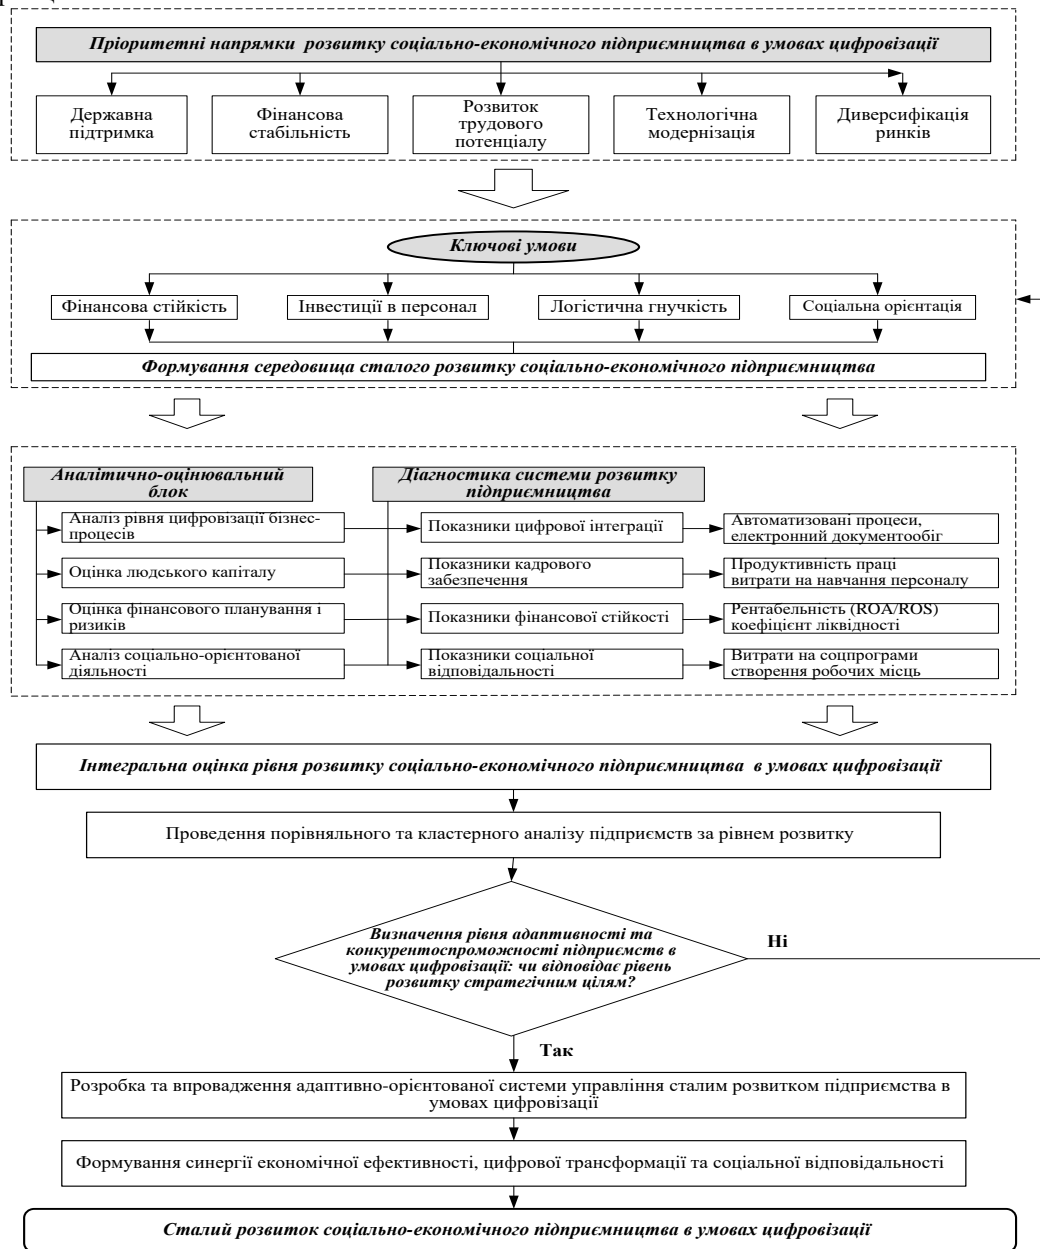 Пріоритетні напрямки розвитку соціально-економічного підприємництва в умовах цифровізації
Державна
підтримка
Фінансова
стабільність
Розвиток
трудового
потенціалу
Технологічна
модернізація
Диверсифікація
ринків
Ключові умови
Фінансова стійкість
Інвестиції в персонал
Логістична гнучкість
Соціальна орієнтація
Формування середовища сталого розвитку соціально-економічного підприємництва
Аналітично-оцінювальний
блок
Діагностика системи розвитку
підприємництва
Аналіз рівня цифровізації бізнес-
процесів
Показники цифрової інтеграції
Автоматизовані процеси,
електронний документообіг
Оцінка людського капіталу
Показники кадрового
забезпечення
Продуктивність праці
витрати на навчання персоналу
Оцінка фінансового планування і
ризиків
Показники фінансової стійкості
Рентабельність (ROA/ROS)
коефіцієнт ліквідності
Аналіз соціально-орієнтованої
діяльності
Показники соціальної
відповідальності
Витрати на соцпрограми
створення робочих місць
Інтегральна оцінка рівня розвитку соціально-економічного підприємництва в умовах цифровізації
Проведення порівняльного та кластерного аналізу підприємств за рівнем розвитку
Визначення рівня адаптивності та
конкурентоспроможності підприємств в
умовах цифровізації: чи відповідає рівень
розвитку стратегічним цілям?
Ні
Так
Розробка та впровадження адаптивно-орієнтованої системи управління сталим розвитком підприємства в
умовах цифровізації
Формування синергії економічної ефективності, цифрової трансформації та соціальної відповідальності
Сталий розвиток соціально-економічного підприємництва в умовах цифровізації